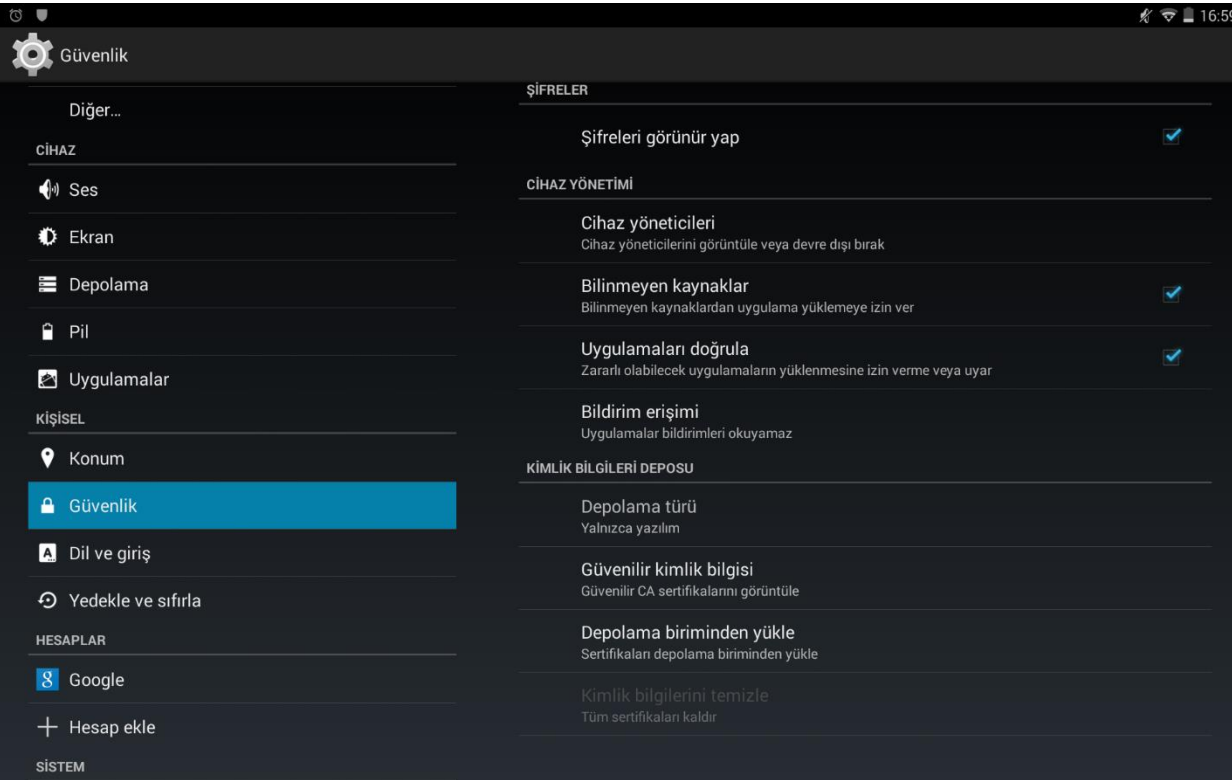 16:59
Güvenlik
Diğer...
CİHAZ
Ses
Ekran
Depolama
Pil
Uygulamalar
KİŞİSEL
Konum
Güvenlik
Dil ve giriş
Yedekle ve sıfırla
HESAPLAR
Google
Hesap ekle
SİSTEM
ŞİFRELER
Şifreleri görünür yap
CİHAZ YÖNETİMİ
Cihaz yöneticileri
Cihaz yöneticilerini görüntüle veya devre dışı bırak
Bilinmeyen kaynaklar
Bilinmeyen kaynaklardan uygulama yüklemeye izin ver
Uygulamaları doğrula
Zararlı olabilecek uygulamaların yüklenmesine izin verme veya uyar
Bildirim erişimi
Uygulamalar bildirimleri okuyamaz
KİMLİK BİLGİLERİ DEPOSU
Depolama türü
Yalnızca yazılım
Güvenilir kimlik bilgisi
Güvenilir CA sertifikalarını görüntüle
Depolama biriminden yükle
Sertifikaları depolama biriminden yükle
Kimlik bilgilerini temizle
Tüm sertifikaları kaldır